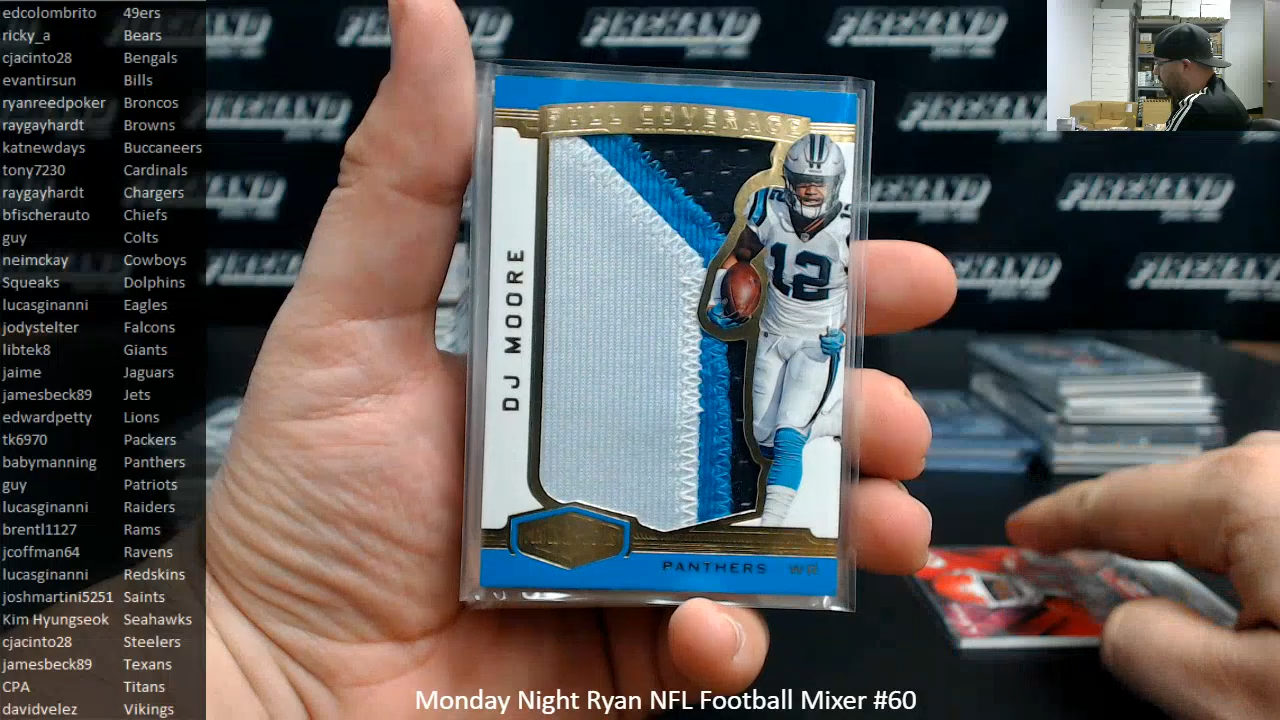 edcolombrito 49ers
ricky_a Bears
cjacinto28 Bengals
evantirsun Bills
ryanreedpoker Broncos
raygayhardt Browns
katnewdays Buccaneers
tony7230 Cardinals
raygayhardt Chargers
bfischerauto Chiefs
guy Colts
neimckay Cowboys
Squeaks Dolphins
lucasginanni Eagles
jodystelter Falcons
libtek8 Giants
jaime Jaguars
jamesbeck89 Jets
edwardpetty Lions
tk6970 Packers
babymanning Panthers
guy Patriots
lucasginanni Raiders
brentl1127 Rams
jcoffman64 Ravens
lucasginanni Redskins
joshmartini5251 Saints
Kim Hyungseok Seahawks
cjacinto28 Steelers
jamesbeck89 Texans
CPA Titans
davidvelez Vikings
FULL COVERAGE
DJ MOORE
12
PANTHERS WR
Monday Night Ryan NFL Football Mixer #60
FIREHAND
FIREHAND
FIREHAND